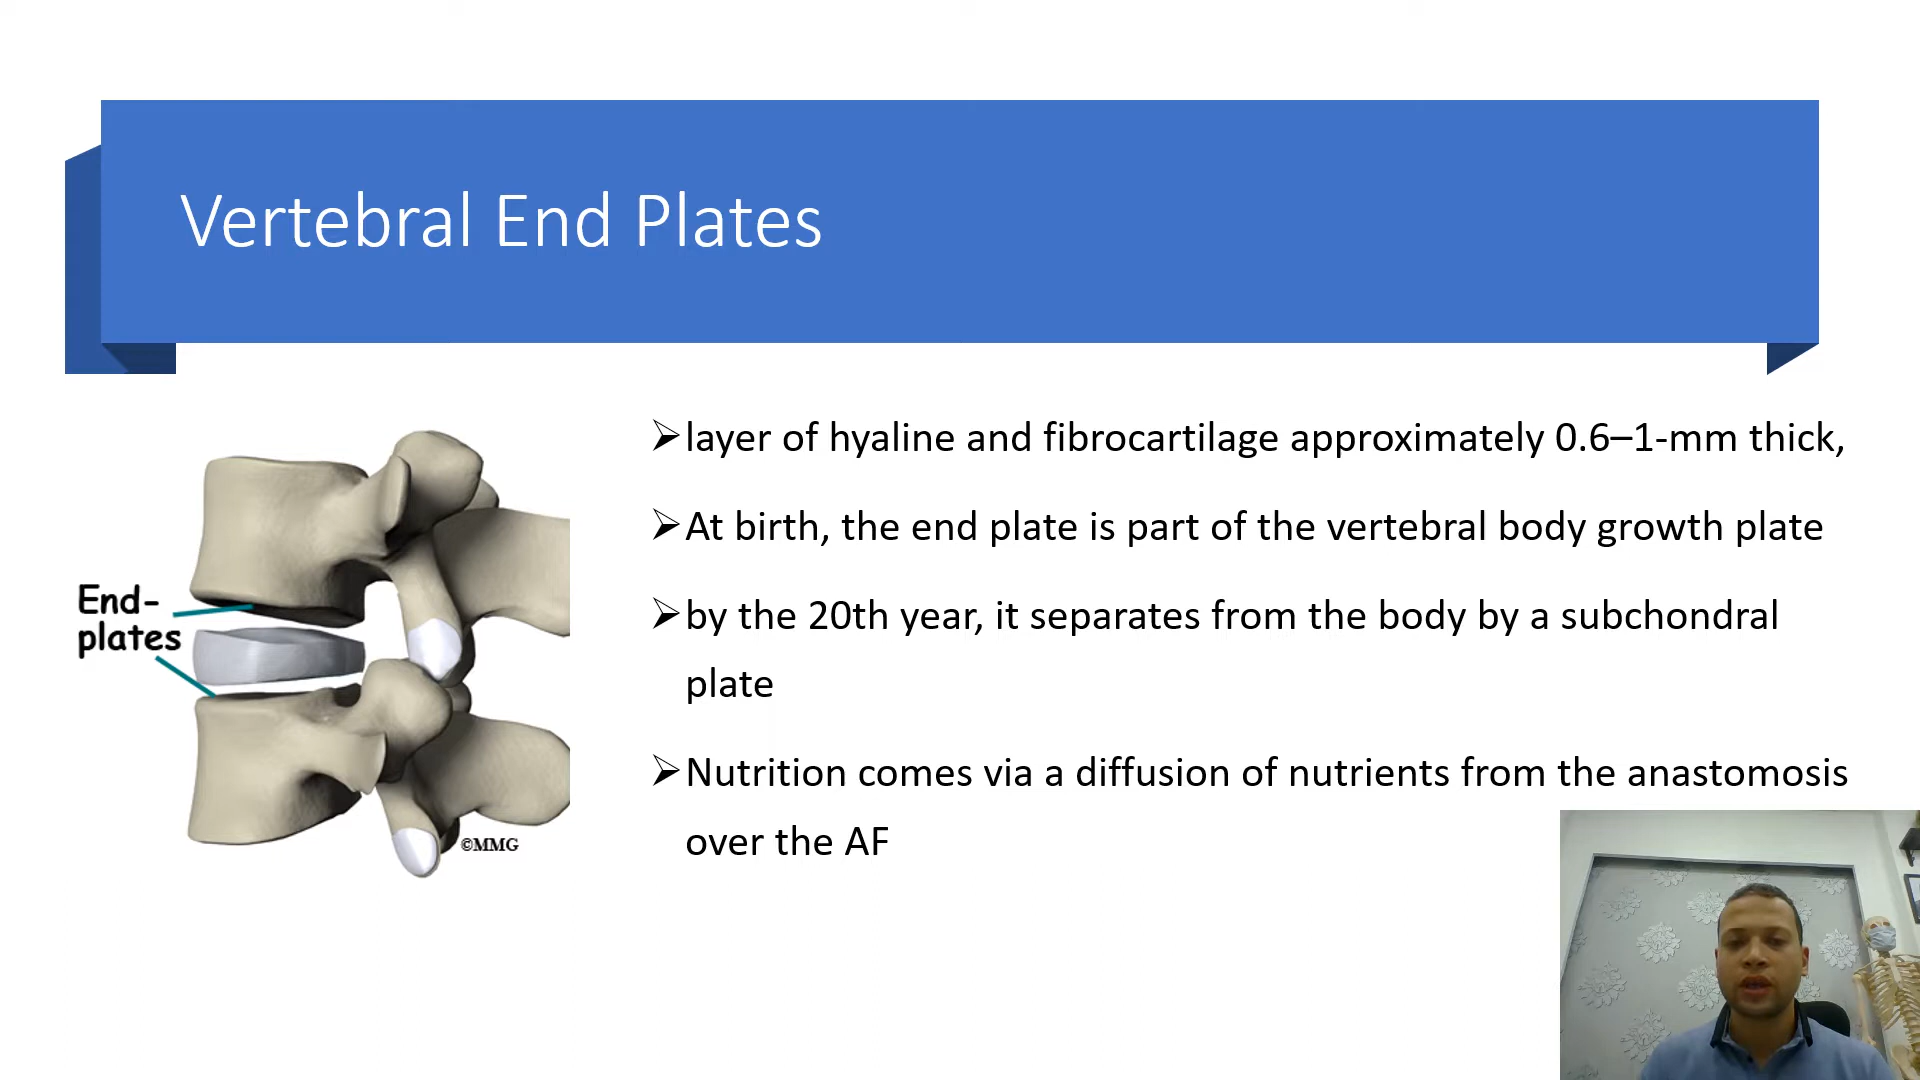 Vertebral End Plates
End-
plates
©MMG
➢layer of hyaline and fibrocartilage approximately 0.6–1-mm thick,
➢At birth, the end plate is part of the vertebral body growth plate
➢by the 20th year, it separates from the body by a subchondral
plate
➢Nutrition comes via a diffusion of nutrients from the anastomosis
over the AF